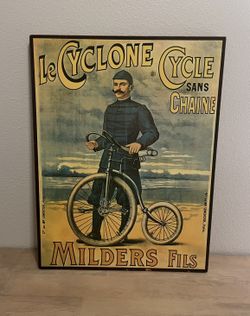 Le CYCLONE CYCLE
SANS
CHAINE
MILDERS FILS